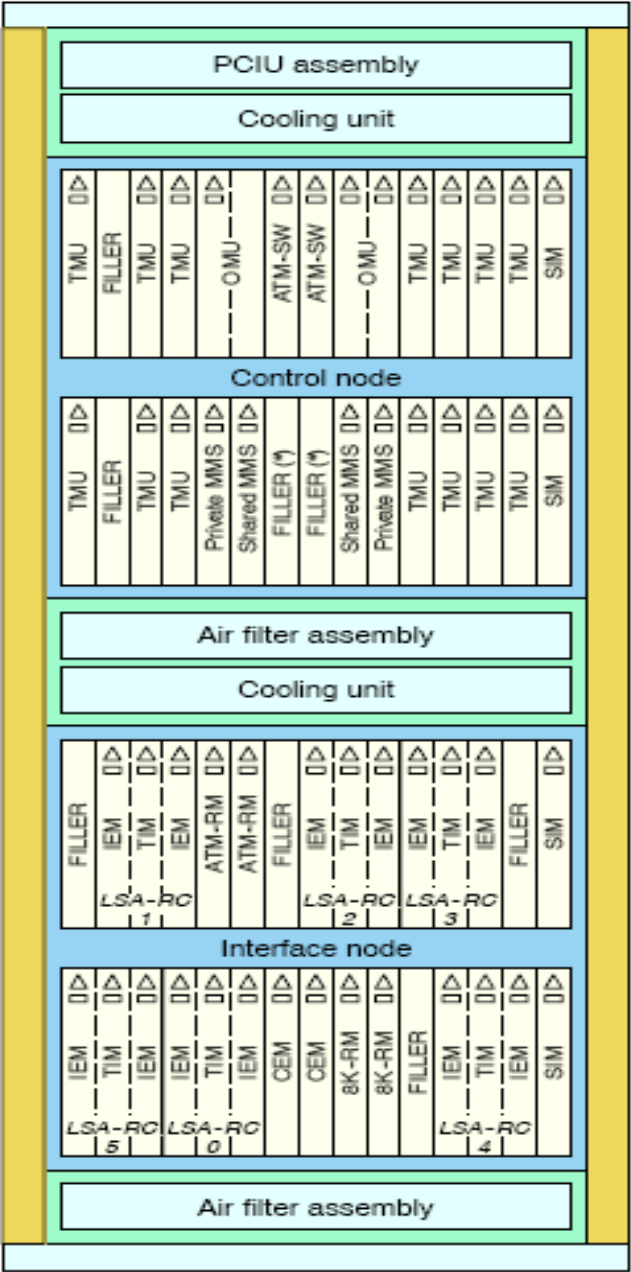 PCIU assembly
Cooling unit
TMU FILLER TMU TMU OMU ATM-SW ATM-SW OMU TMU TMU TMU TMU SIM
Control node
TMU FILLER TMU TMU Private MMS Shared MMS FILLER (*) FILLER (*) Shared MMS Private MMS TMU TMU TMU TMU SIM
Air filter assembly
Cooling unit
FILLER IEM TIM IEM ATM-RM ATM-RM FILLER IEM TIM IEM IEM TIM IEM FILLER SIM
LSA-RC LSA-RC LSA-RC
1 2 3
Interface node
IEM TIM IEM IEM TIM IEM CEM CEM 8K-RM 8K-RM FILLER IEM TIM IEM SIM
LSA-RC LSA-RC LSA-RC
5 0 4
Air filter assembly